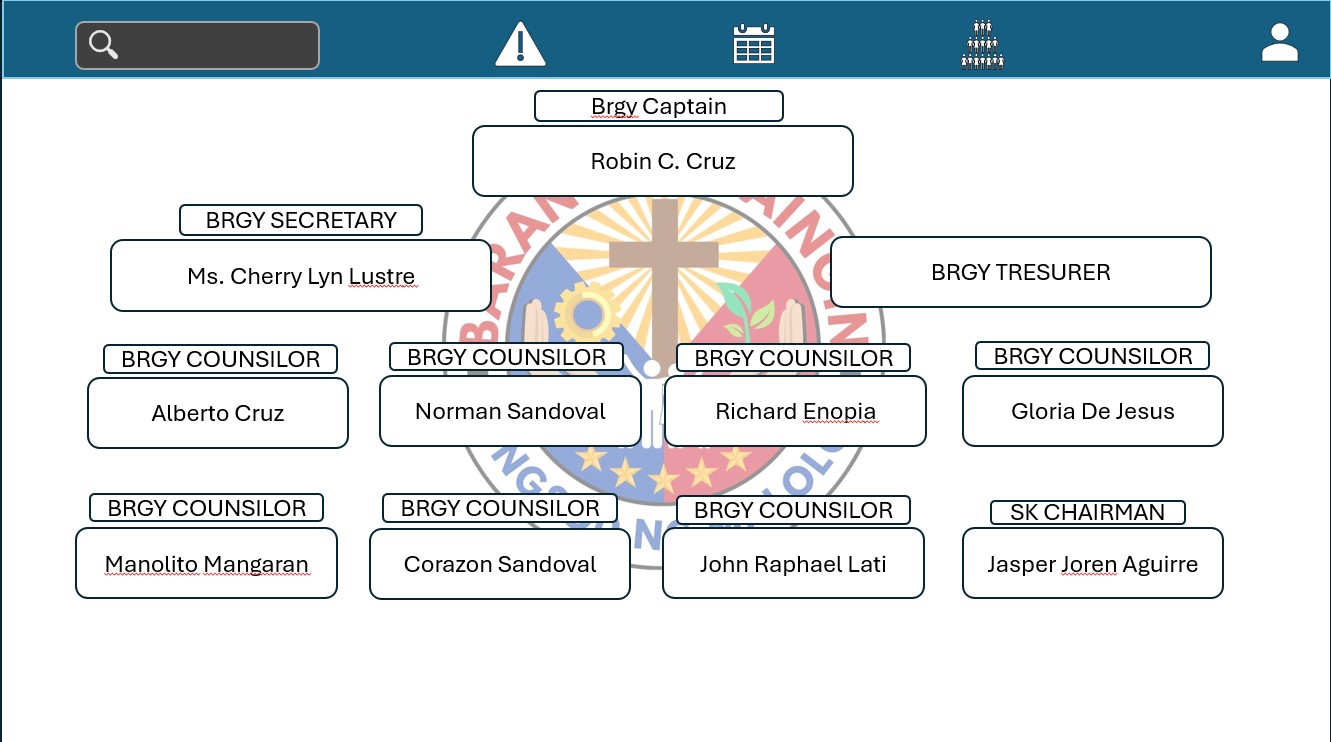 Brgy Captain
Robin C. Cruz
BRGY SECRETARY
Ms. Cherry Lyn Lustre
BRGY TRESURER
BRGY COUNSILOR
BRGY COUNSILOR
BRGY COUNSILOR
BRGY COUNSILOR
Alberto Cruz
Norman Sandoval
Richard Enopia
Gloria De Jesus
BRGY COUNSILOR
BRGY COUNSILOR
BRGY COUNSILOR
SK CHAIRMAN
Manolito Mangaran
Corazon Sandoval
John Raphael Lati
Jasper Joren Aguirre